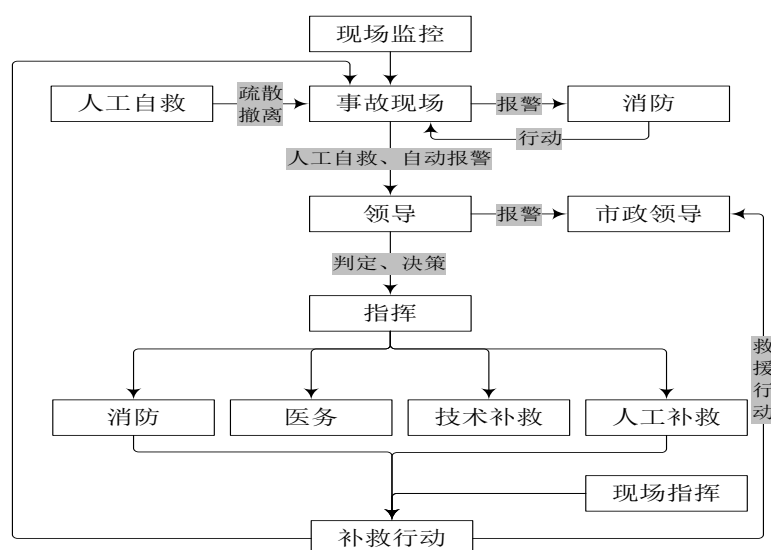 现场监控
人工自救
疏散
撤离
事故现场
报警
消防
行动
人工自救、自动报警
领导
报警
市政领导
判定、决策
指挥
救
援
行
动
消防
医务
技术补救
人工补救
现场指挥
补救行动